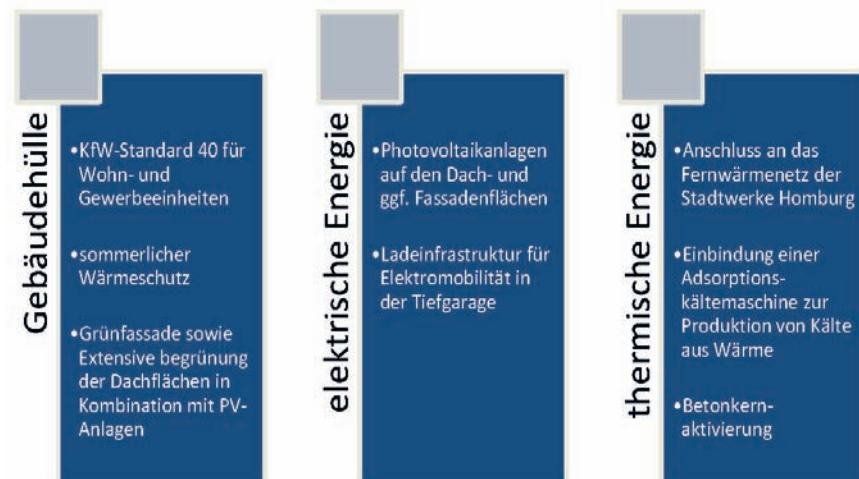 Gebäudehülle
•KfW-Standard 40 für
Wohn- und
Gewerbeeinheiten
•sommerlicher
Wärmeschutz
•Grünfassade sowie
Extensive begrünung
der Dachflächen in
Kombination mit PV-
Anlagen
elektrische Energie
•Photovoltaikanlagen
auf den Dach- und
ggf. Fassadenflächen
•Ladeinfrastruktur für
Elektromobilität in
der Tiefgarage
thermische Energie
•Anschluss an das
Fernwärmenetz der
Stadtwerke Homburg
•Einbindung einer
Adsorptions-
kältemaschine zur
Produktion von Kälte
aus Wärme
•Betonkern-
aktivierung